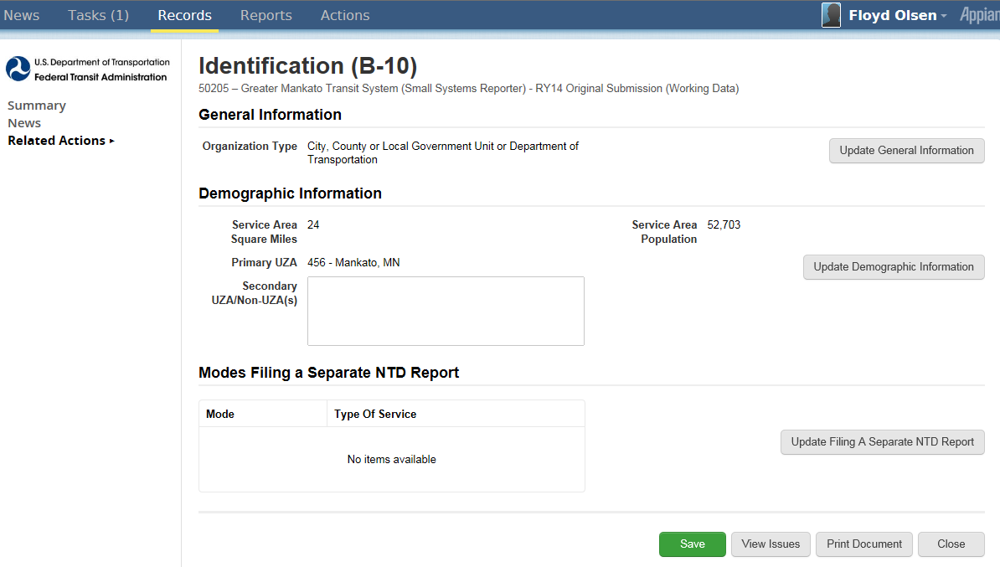 News Tasks (1) Records Reports Actions Floyd Olsen Appian
U.S. Department of Transportation
Federal Transit Administration
Summary
News
Related Actions ▸
Identification (B-10)
50205 – Greater Mankato Transit System (Small Systems Reporter) - RY14 Original Submission (Working Data)
General Information
Organization Type City, County or Local Government Unit or Department of
Transportation
Update General Information
Demographic Information
Service Area 24
Square Miles
Service Area 52,703
Population
Primary UZA 456 - Mankato, MN
Update Demographic Information
Secondary
UZA/Non-UZA(s)
Modes Filing a Separate NTD Report
Mode Type Of Service
No items available
Update Filing A Separate NTD Report
Save View Issues Print Document Close